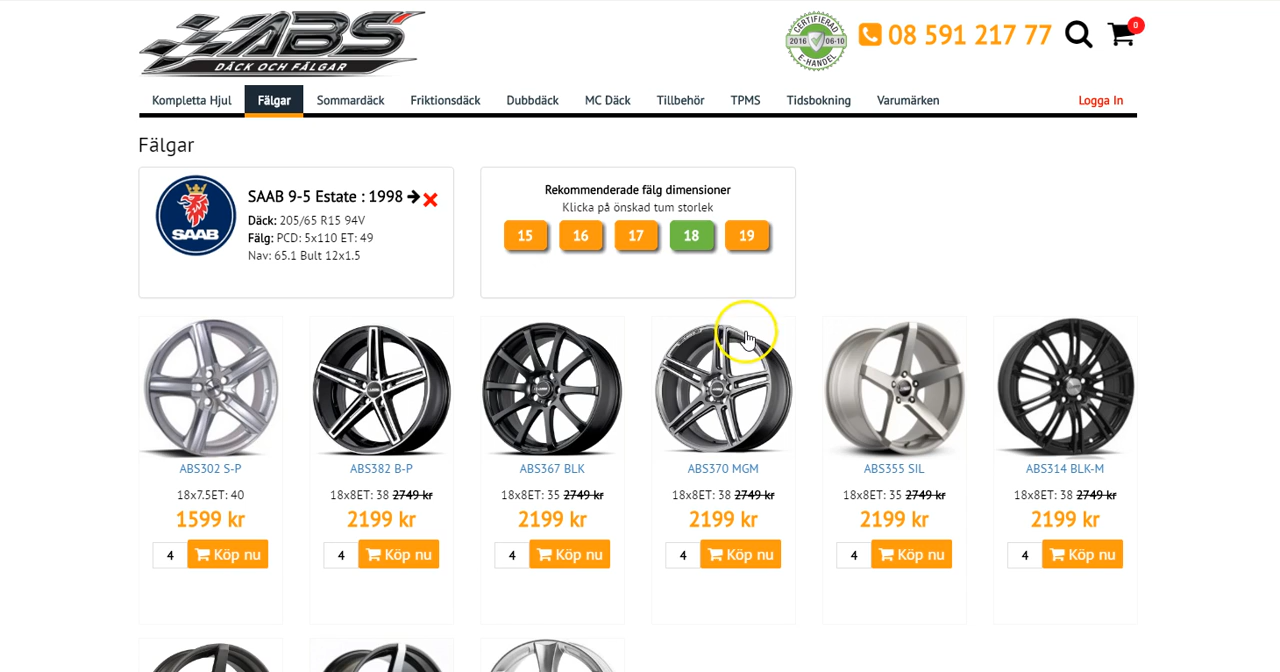 ABS
DÄCK OCH FÄLGAR
CERTIFIERAD
2016 06-10
E-HANDEL
08 591 217 77
0
Kompletta Hjul Fälgar Sommardäck Friktionsdäck Dubbdäck MC Däck Tillbehör TPMS Tidsbokning Varumärken Logga In
Fälgar
SAAB
SAAB 9-5 Estate : 1998
Däck: 205/65 R15 94V
Fälg: PCD: 5x110 ET: 49
Nav: 65.1 Bult 12x1.5
Rekommenderade fälg dimensioner
Klicka på önskad tum storlek
15 16 17 18 19
ABS302 S-P ABS382 B-P ABS367 BLK ABS370 MGM ABS355 SIL ABS314 BLK-M
18x7.5ET: 40 18x8ET: 38 2749 kr 18x8ET: 35 2749 kr 18x8ET: 38 2749 kr 18x8ET: 35 2749 kr 18x8ET: 38 2749 kr
1599 kr 2199 kr 2199 kr 2199 kr 2199 kr 2199 kr
4 Köp nu 4 Köp nu 4 Köp nu 4 Köp nu 4 Köp nu 4 Köp nu